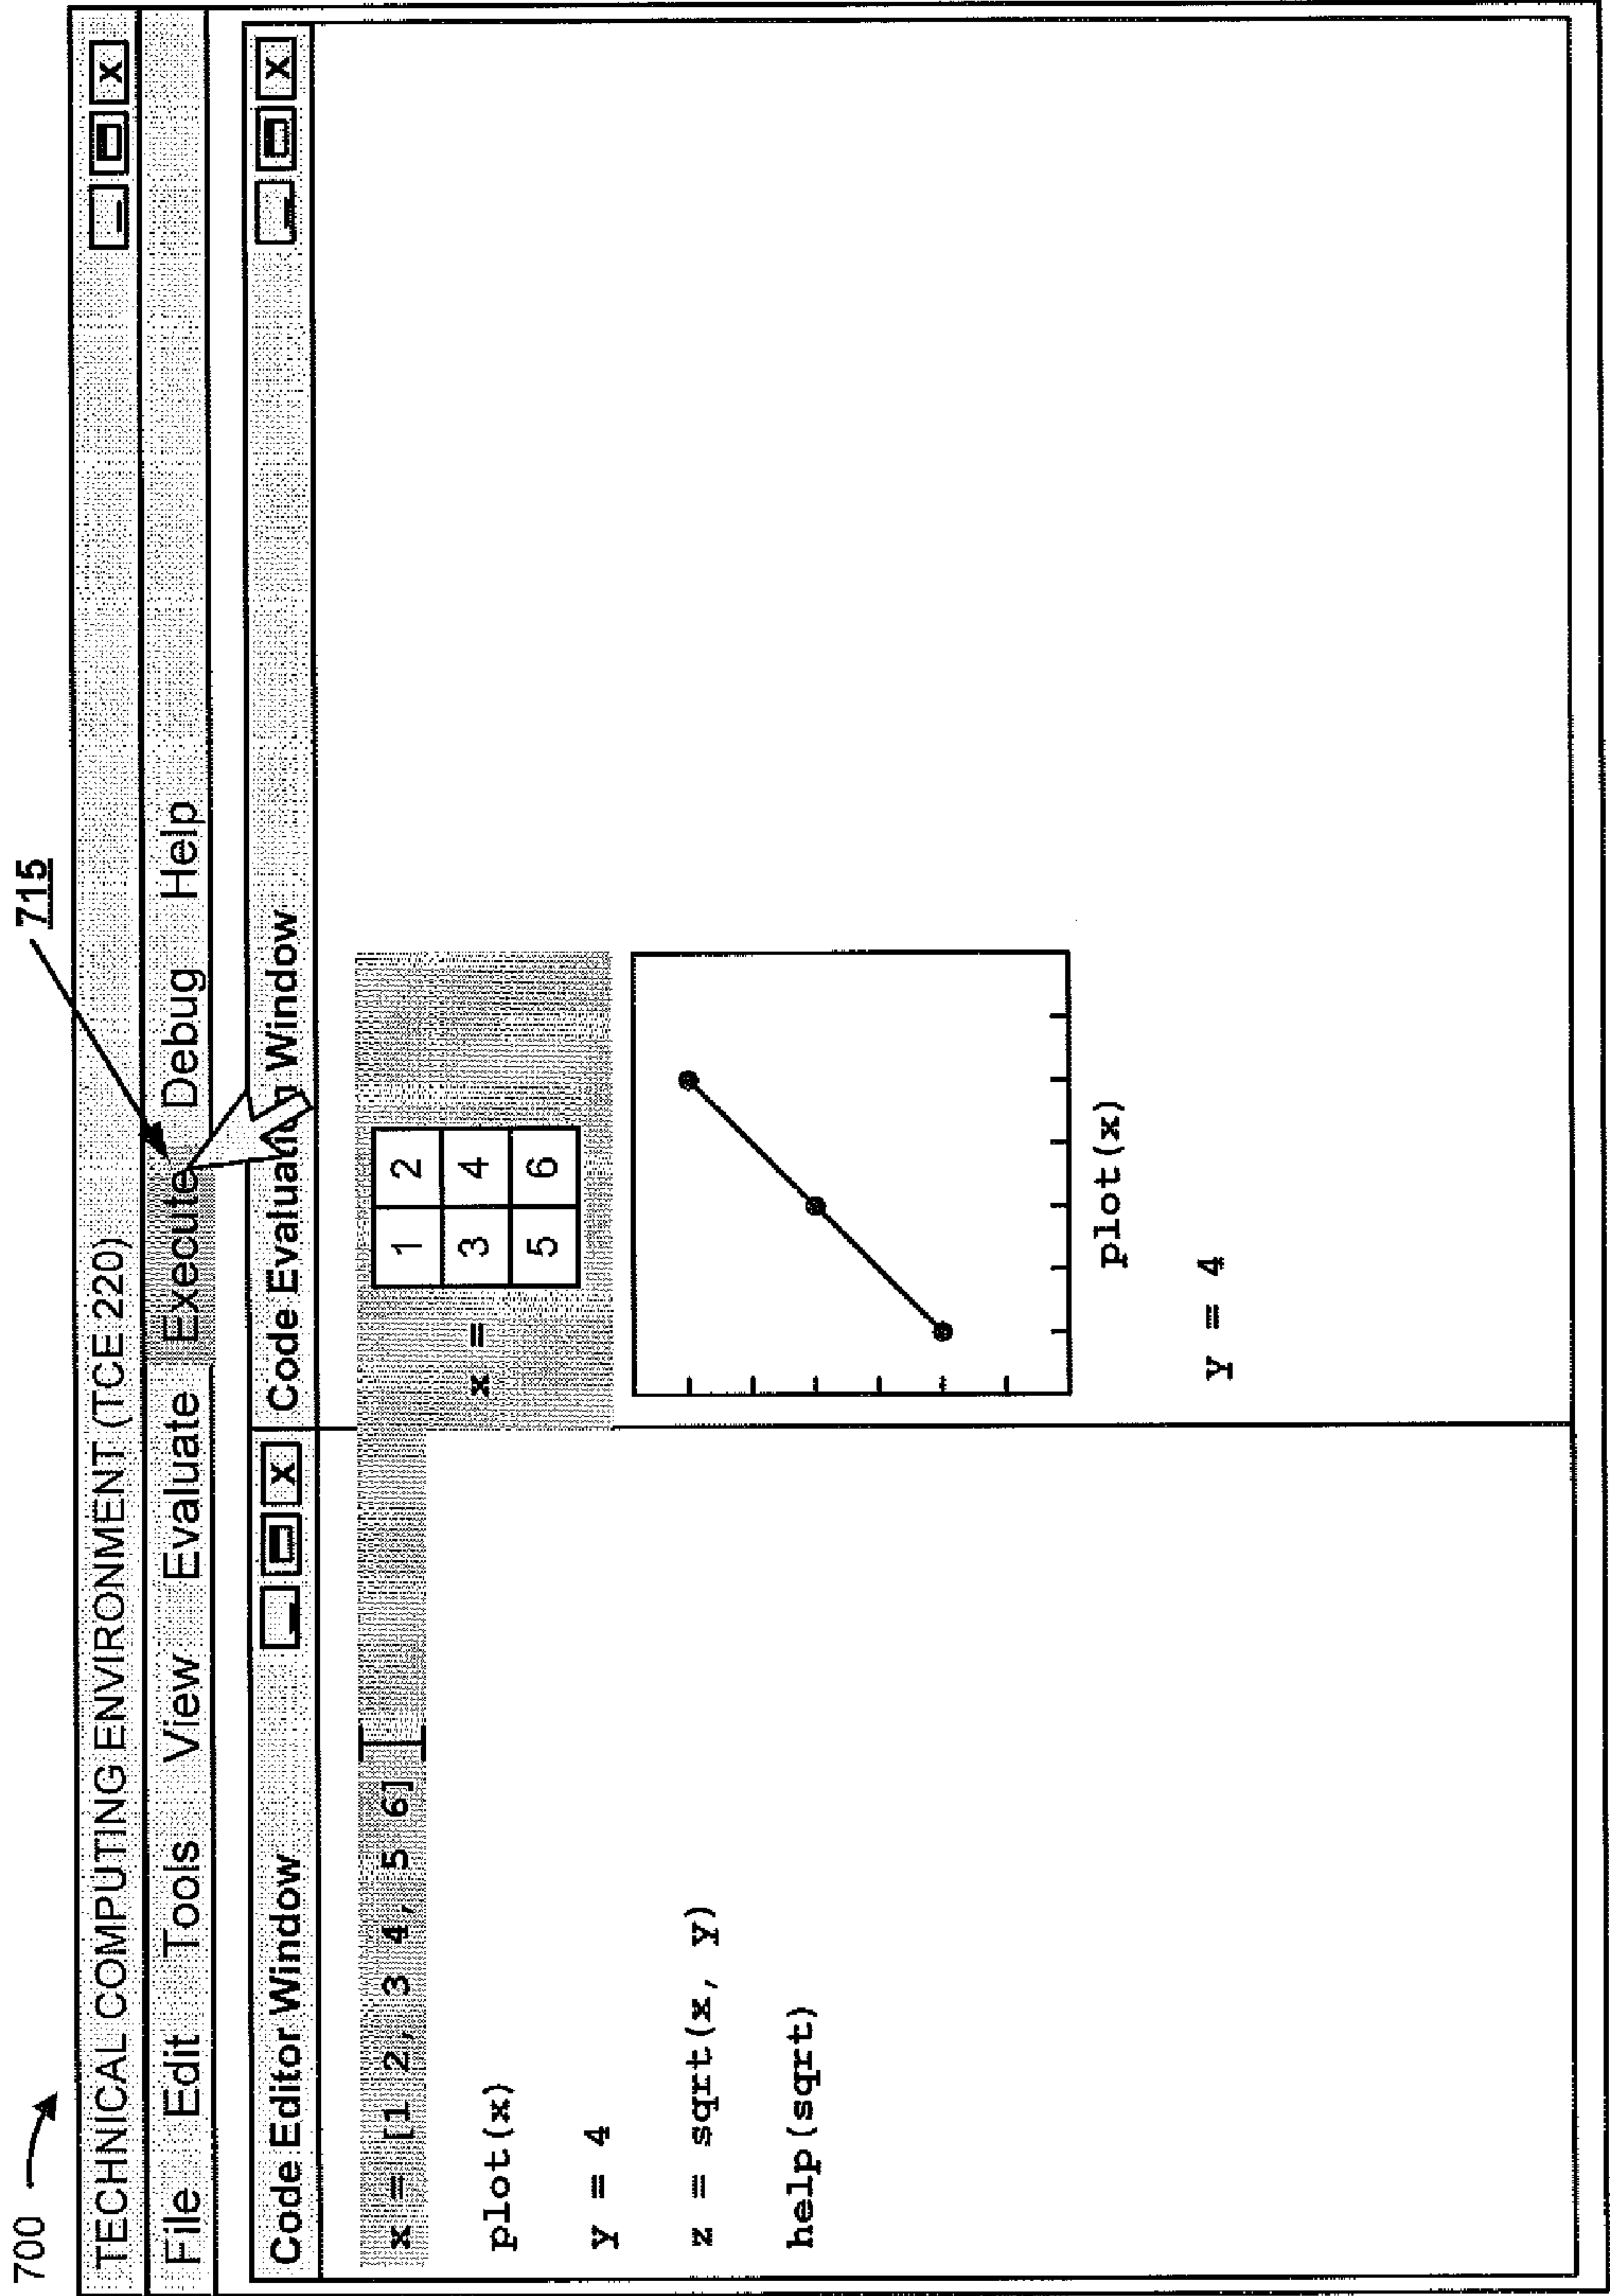 700
715
TECHNICAL COMPUTING ENVIRONMENT (TCE 220)
File Edit Tools View Evaluate Execute Debug Help
Code Editor Window
x = [1 2, 3 4, 5 6]
plot(x)
y = 4
z = sqrt(x, y)
help(sqrt)
Code Evaluation Window
1 2
x = 3 4
5 6
plot(x)
y = 4